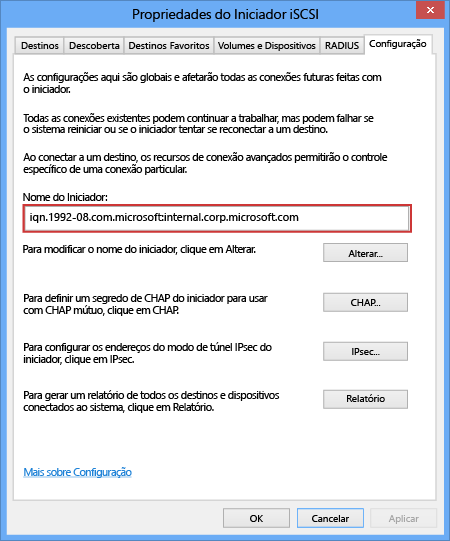 Propriedades do Iniciador iSCSI
Destinos
Descoberta
Destinos Favoritos
Volumes e Dispositivos
RADIUS
Configuração
As configurações aqui são globais e afetarão todas as conexões futuras feitas com
o iniciador.
Todas as conexões existentes podem continuar a trabalhar, mas podem falhar se
o sistema reiniciar ou se o iniciador tentar se reconectar a um destino.
Ao conectar a um destino, os recursos de conexão avançados permitirão o controle
específico de uma conexão particular.
Nome do Iniciador:
iqn.1992-08.com.microsoft:internal.corp.microsoft.com
Para modificar o nome do iniciador, clique em Alterar.
Alterar...
Para definir um segredo de CHAP do iniciador para usar
com CHAP mútuo, clique em CHAP.
CHAP...
Para configurar os endereços do modo de túnel IPsec do
iniciador, clique em IPsec.
IPsec...
Para gerar um relatório de todos os destinos e dispositivos
conectados ao sistema, clique em Relatório.
Relatório
Mais sobre Configuração
OK
Cancelar
Aplicar